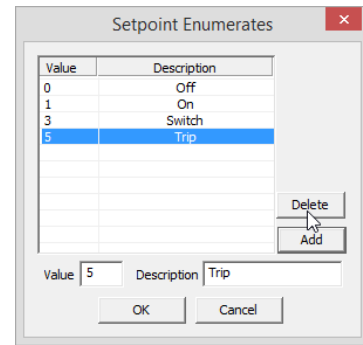 Setpoint Enumerates
×
Value Description
0 Off
1 On
3 Switch
5 Trip
Delete
Add
Value 5 Description Trip
OK Cancel